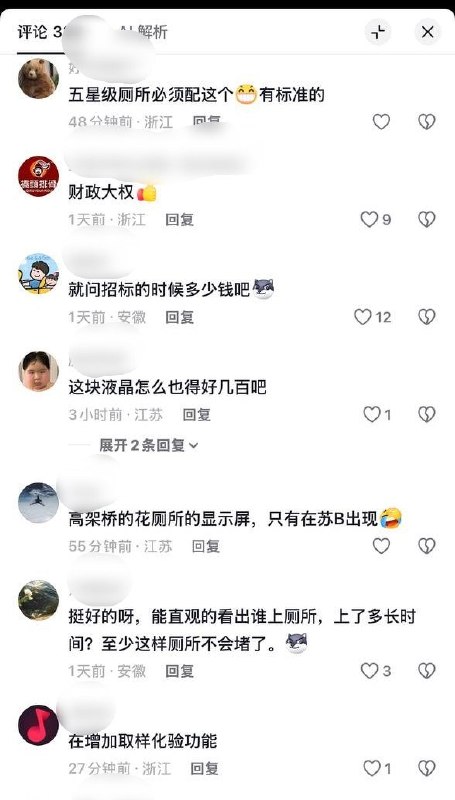 评论 3
AI 解析
五星级厕所必须配这个😁有标准的
48分钟前 · 浙江 回复
财政大权👍
1天前 · 浙江 回复
9
就问招标的时候多少钱吧
1天前 · 安徽 回复
12
这块液晶怎么也得好几百吧
3小时前 · 江苏 回复
1
展开2条回复
高架桥的花厕所的显示屏，只有在苏B出现🤣
55分钟前 · 江苏 回复
挺好的呀，能直观的看出谁上厕所，上了多长时
间？至少这样厕所不会堵了。
1天前 · 安徽 回复
3
在增加取样化验功能
27分钟前 · 浙江 回复
1